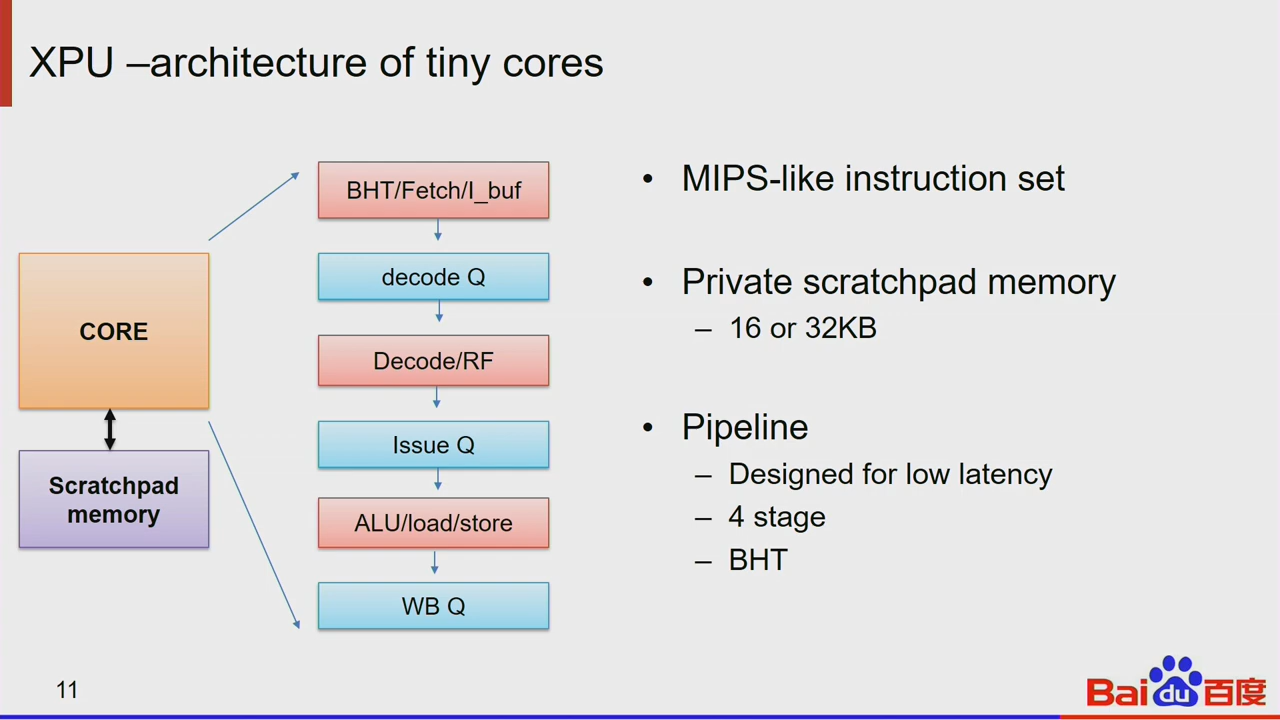 XPU –architecture of tiny cores
CORE
Scratchpad
memory
BHT/Fetch/I_buf
decode Q
Decode/RF
Issue Q
ALU/load/store
WB Q
• MIPS-like instruction set
• Private scratchpad memory
– 16 or 32KB
• Pipeline
– Designed for low latency
– 4 stage
– BHT
11
Bai du 百度